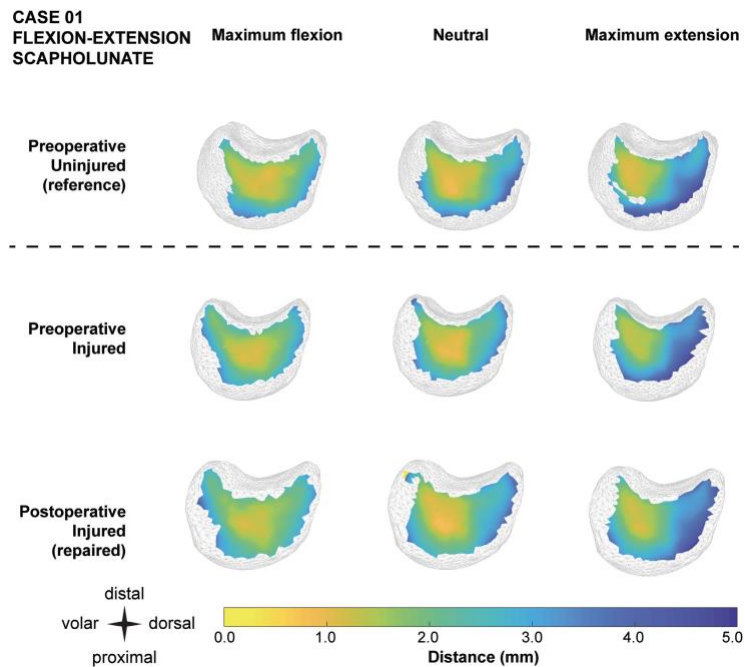 CASE 01
FLEXION-EXTENSION
SCAPHOLUNATE
Maximum flexion
Neutral
Maximum extension
Preoperative
Uninjured
(reference)
Preoperative
Injured
Postoperative
Injured
(repaired)
distal
volar
dorsal
proximal
0.0 1.0 2.0 3.0 4.0 5.0
Distance (mm)